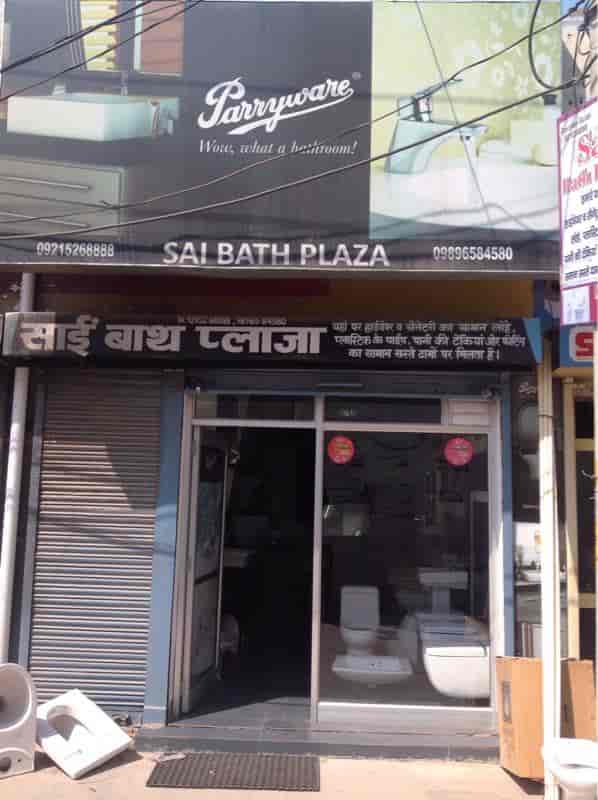 Parryware®
Wow, what a bathroom!
09215268888 SAI BATH PLAZA 09896584580
साईं बाथ प्लाजा
यहां पर हार्डवेयर व सेनेटरी का सामान लोहे,
प्लास्टिक के पाईप, पानी की टंकियां और फिटिंग
का सामान सस्ते दामों पर मिलता है।